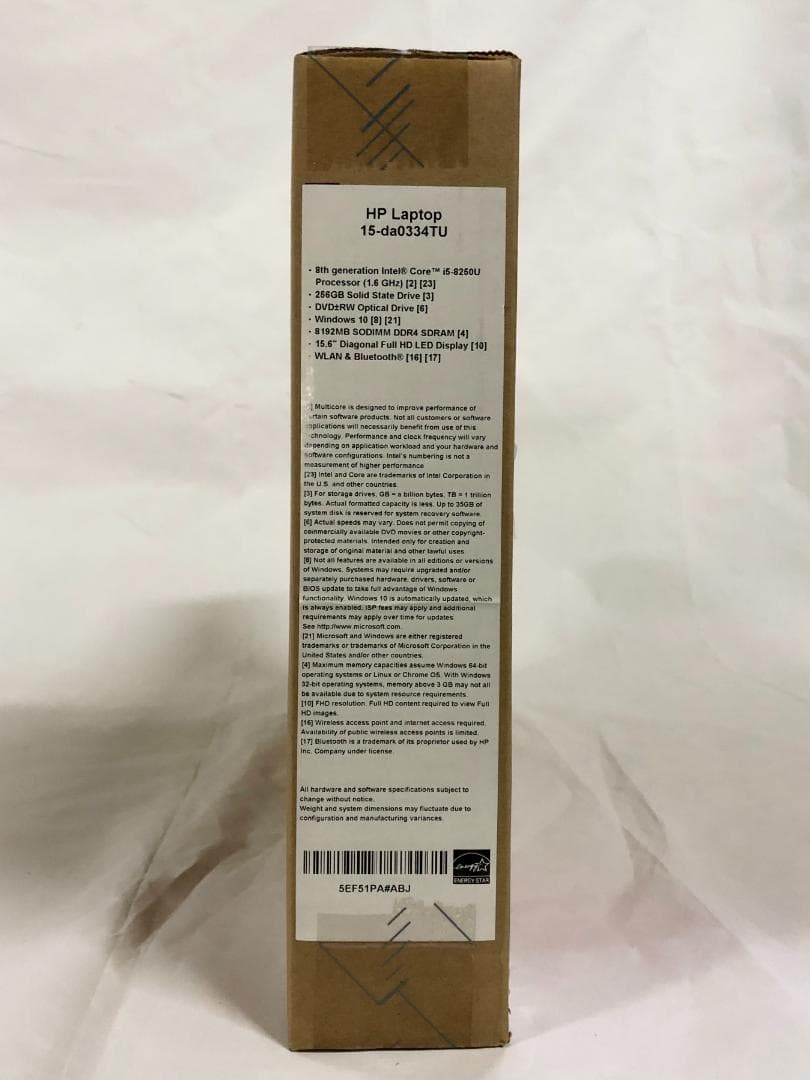 HP Laptop
15-da0334TU
· 8th generation Intel® Core™ i5-8250U
Processor (1.6 GHz) [2] [23]
· 256GB Solid State Drive [3]
· DVD±RW Optical Drive [6]
· Windows 10 [8] [21]
· 8192MB SODIMM DDR4 SDRAM [4]
· 15.6" Diagonal Full HD LED Display [10]
· WLAN & Bluetooth® [16] [17]
] Multicore is designed to improve performance of
rtain software products. Not all customers or software
pplications will necessarily benefit from use of this
chnology. Performance and clock frequency will vary
depending on application workload and your hardware and
software configurations. Intel's numbering is not a
measurement of higher performance
[23] Intel and Core are trademarks of Intel Corporation in
the U.S. and other countries.
[3] For storage drives, GB = a billion bytes. TB = 1 trillion
bytes. Actual formatted capacity is less. Up to 35GB of
system disk is reserved for system recovery software.
[6] Actual speeds may vary. Does not permit copying of
commercially available DVD movies or other copyright-
protected materials. Intended only for creation and
storage of original material and other lawful uses.
[8] Not all features are available in all editions or versions
of Windows. Systems may require upgraded and/or
separately purchased hardware, drivers, software or
BIOS update to take full advantage of Windows
functionality. Windows 10 is automatically updated, which
is always enabled. ISP fees may apply and additional
requirements may apply over time for updates.
See http://www.microsoft.com.
[21] Microsoft and Windows are either registered
trademarks or trademarks of Microsoft Corporation in the
United States and/or other countries.
[4] Maximum memory capacities assume Windows 64-bit
operating systems or Linux or Chrome OS. With Windows
32-bit operating systems, memory above 3 GB may not all
be available due to system resource requirements.
[10] FHD resolution: Full HD content required to view Full
HD images.
[16] Wireless access point and internet access required.
Availability of public wireless access points is limited.
[17] Bluetooth is a trademark of its proprietor used by HP
Inc. Company under license.
All hardware and software specifications subject to
change without notice.
Weight and system dimensions may fluctuate due to
configuration and manufacturing variances.
energy
ENERGY STAR
5EF51PA#ABJ